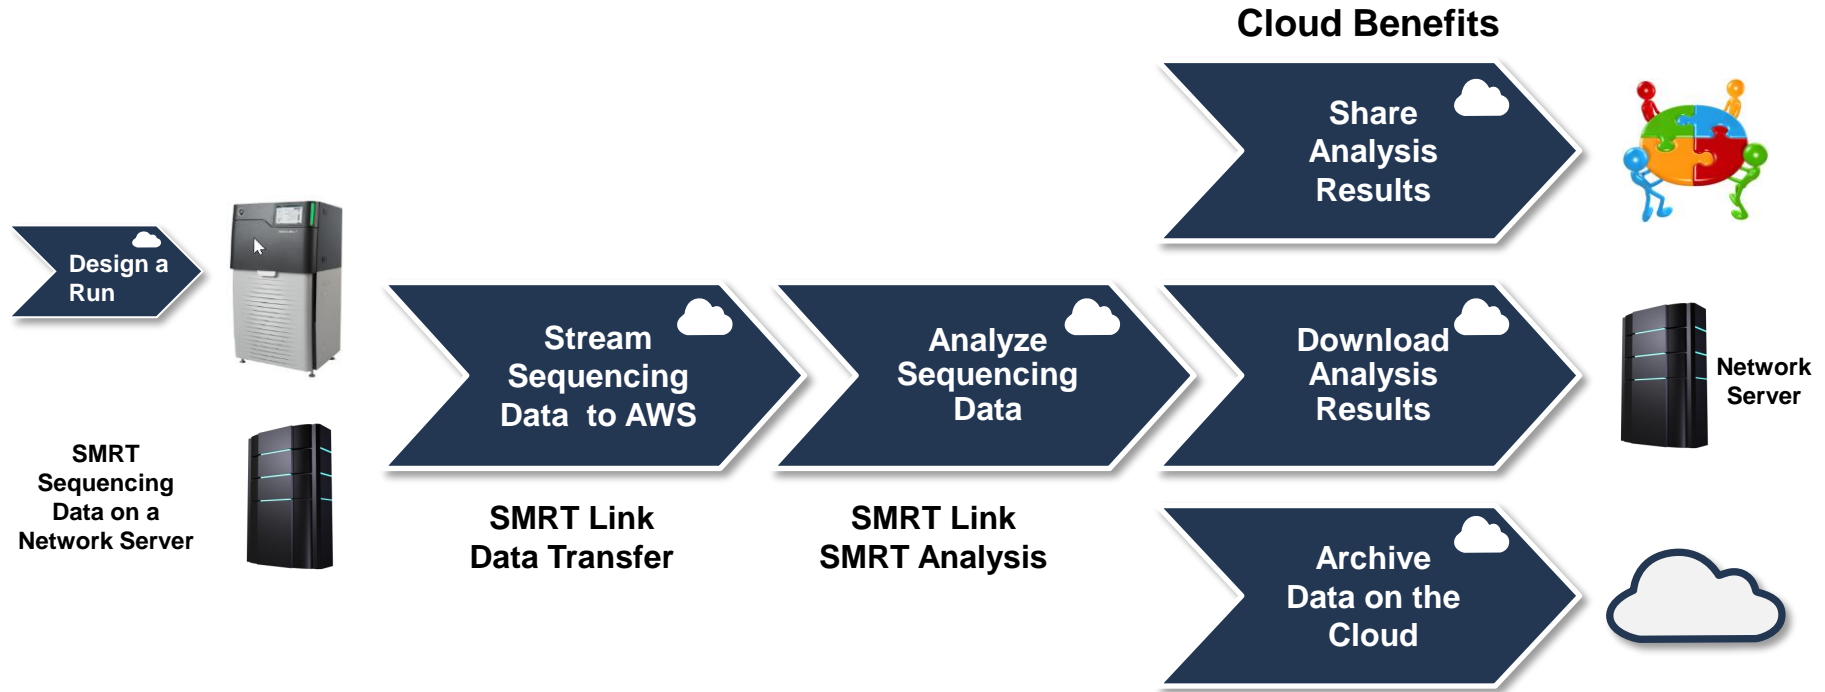 Cloud Benefits
Share
Analysis
Results
Design a
Run
Stream
Sequencing
Data to AWS
Analyze
Sequencing
Data
Download
Analysis
Results
Network
Server
SMRT
Sequencing
Data on a
Network Server
SMRT Link
Data Transfer
SMRT Link
SMRT Analysis
Archive
Data on the
Cloud